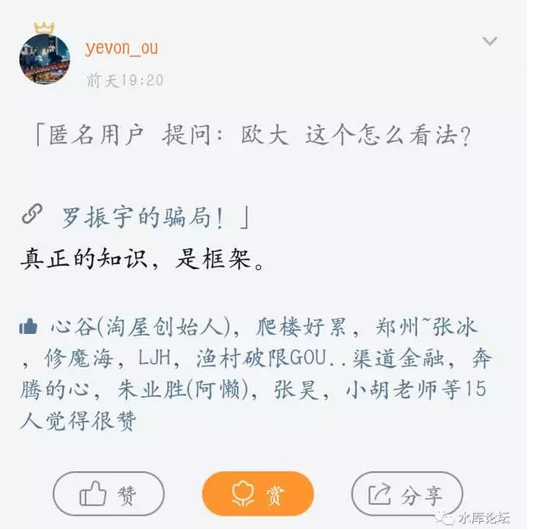 yevon_ou
前天19:20
「匿名用户 提问：欧大 这个怎么看法？
罗振宇的骗局！」
真正的知识，是框架。
心谷(淘屋创始人)，爬楼好累，郑州~张冰
，修魔海，LJH，渔村破限GOU..渠道金融，奔
腾的心，朱业胜(阿懒)，张昊，小胡老师等15
人觉得很赞
赞
赏
分享
水库论坛